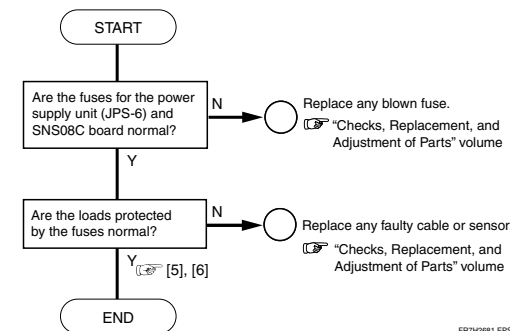 START
Are the fuses for the power
supply unit (JPS-6) and
SNS08C board normal?
N
Replace any blown fuse.
“Checks, Replacement, and
Adjustment of Parts” volume
Y
Are the loads protected
by the fuses normal?
N
Replace any faulty cable or sensor
“Checks, Replacement, and
Adjustment of Parts” volume
Y
[5], [6]
END